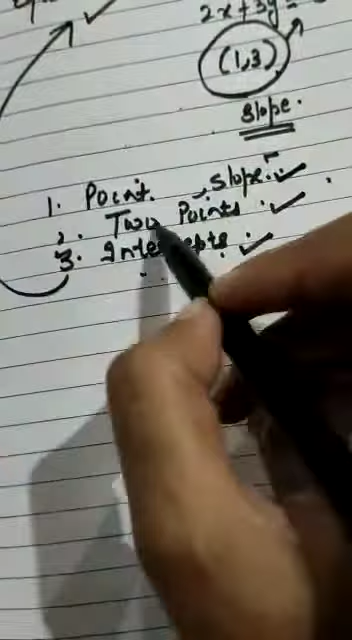 2x + 3y =
(1,3)
slope.
1. Point, slope. ✓
2. Two Points ✓
3. Intercepts ✓